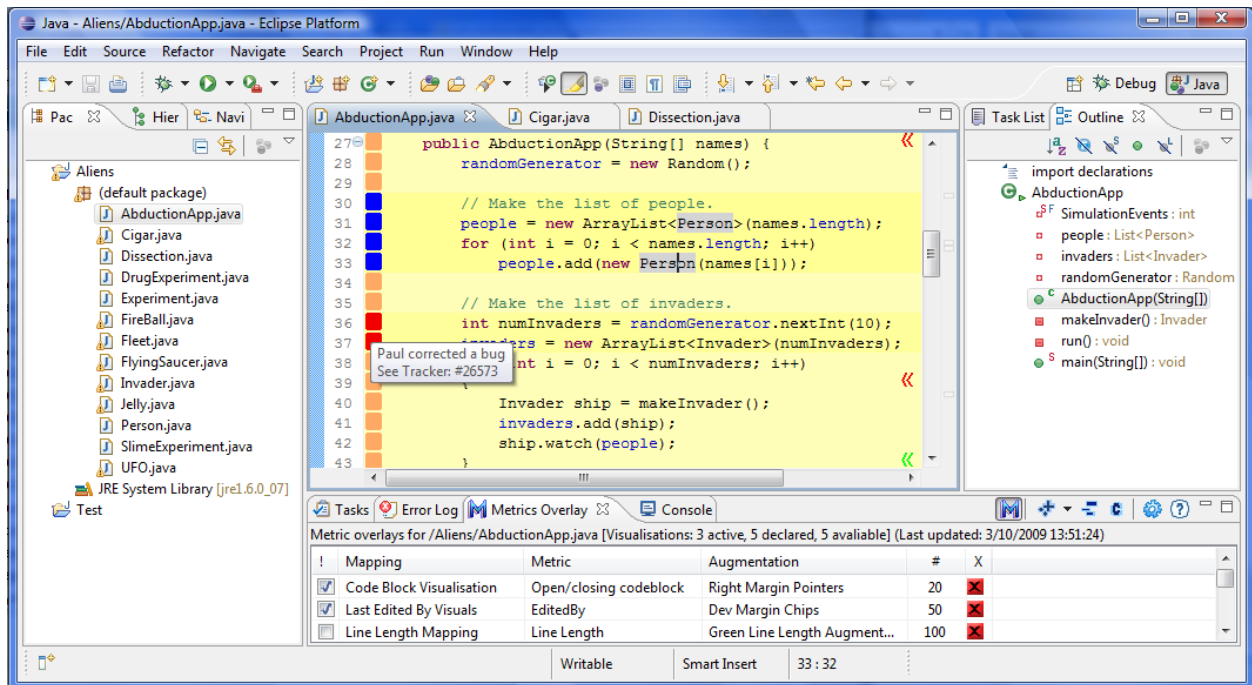 Java - Aliens/AbductionApp.java - Eclipse Platform
File Edit Source Refactor Navigate Search Project Run Window Help
Debug Java
Pac Hier Navi
Aliens
(default package)
AbductionApp.java
Cigar.java
Dissection.java
DrugExperiment.java
Experiment.java
FireBall.java
Fleet.java
FlyingSaucer.java
Invader.java
Jelly.java
Person.java
SlimeExperiment.java
UFO.java
JRE System Library [jre1.6.0_07]
Test
AbductionApp.java Cigar.java Dissection.java
27 public AbductionApp(String[] names) {
28 randomGenerator = new Random();
29
30 // Make the list of people.
31 people = new ArrayList<Person>(names.length);
32 for (int i = 0; i < names.length; i++)
33 people.add(new Person(names[i]));
34
35 // Make the list of invaders.
36 int numInvaders = randomGenerator.nextInt(10);
37 invaders = new ArrayList<Invader>(numInvaders);
38 nt i = 0; i < numInvaders; i++)
39 {
40 Invader ship = makeInvader();
41 invaders.add(ship);
42 ship.watch(people);
43 }
Paul corrected a bug
See Tracker: #26573
Task List Outline
import declarations
AbductionApp
SimulationEvents : int
people : List<Person>
invaders : List<Invader>
randomGenerator : Random
AbductionApp(String[])
makeInvader() : Invader
run() : void
main(String[]) : void
Tasks Error Log Metrics Overlay Console
Metric overlays for /Aliens/AbductionApp.java [Visualisations: 3 active, 5 declared, 5 avaliable] (Last updated: 3/10/2009 13:51:24)
! Mapping Metric Augmentation # X
Code Block Visualisation Open/closing codeblock Right Margin Pointers 20 X
Last Edited By Visuals EditedBy Dev Margin Chips 50 X
Line Length Mapping Line Length Green Line Length Augment... 100 X
Writable Smart Insert 33 : 32